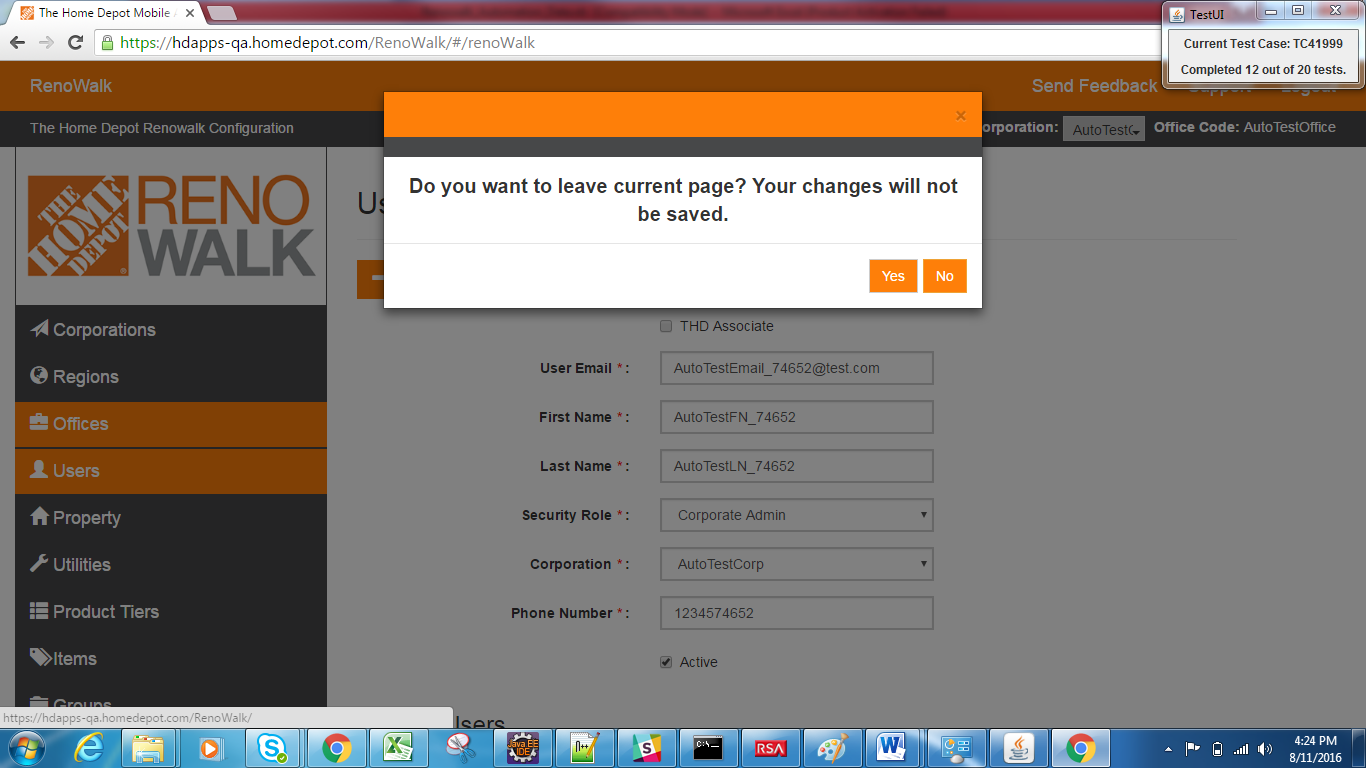 The Home Depot Mobile
TestUI
Current Test Case: TC41999
Completed 12 out of 20 tests.
https://hdapps-qa.homedepot.com/RenoWalk/#/renoWalk
RenoWalk
Send Feedback
Support
Logout
The Home Depot Renowalk Configuration
orporation:
AutoTestC
Office Code: AutoTestOffice
×
Do you want to leave current page? Your changes will not
be saved.
Yes
No
THE HOME DEPOT
RENO
WALK
Us
Corporations
Regions
Offices
Users
Property
Utilities
Product Tiers
Items
Groups
THD Associate
User Email * :
AutoTestEmail_74652@test.com
First Name * :
AutoTestFN_74652
Last Name * :
AutoTestLN_74652
Security Role * :
Corporate Admin
Corporation * :
AutoTestCorp
Phone Number * :
1234574652
Active
Users
https://hdapps-qa.homedepot.com/RenoWalk/
Java EE
IDE
C:\
RSA
4:24 PM
8/11/2016